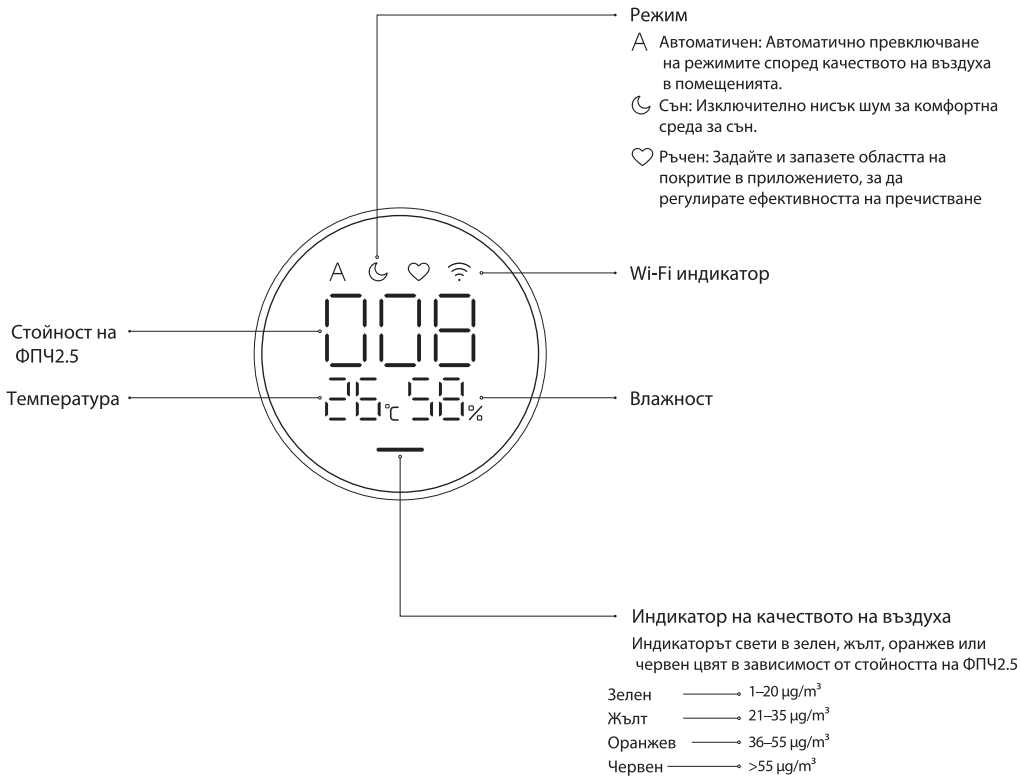 Режим
A Автоматичен: Автоматично превключване
на режимите според качеството на въздуха
в помещенията.
Сън: Изключително нисък шум за комфортна
среда за сън.
Ръчен: Задайте и запазете областта на
покритие в приложението, за да
регулирате ефективността на пречистване
A
Wi-Fi индикатор
008
Стойност на
ФПЧ2.5
Температура
26°C 58%
Влажност
Индикатор на качеството на въздуха
Индикаторът свети в зелен, жълт, оранжев или
червен цвят в зависимост от стойността на ФПЧ2.5
Зелен 1–20 µg/m³
Жълт 21–35 µg/m³
Оранжев 36–55 µg/m³
Червен >55 µg/m³